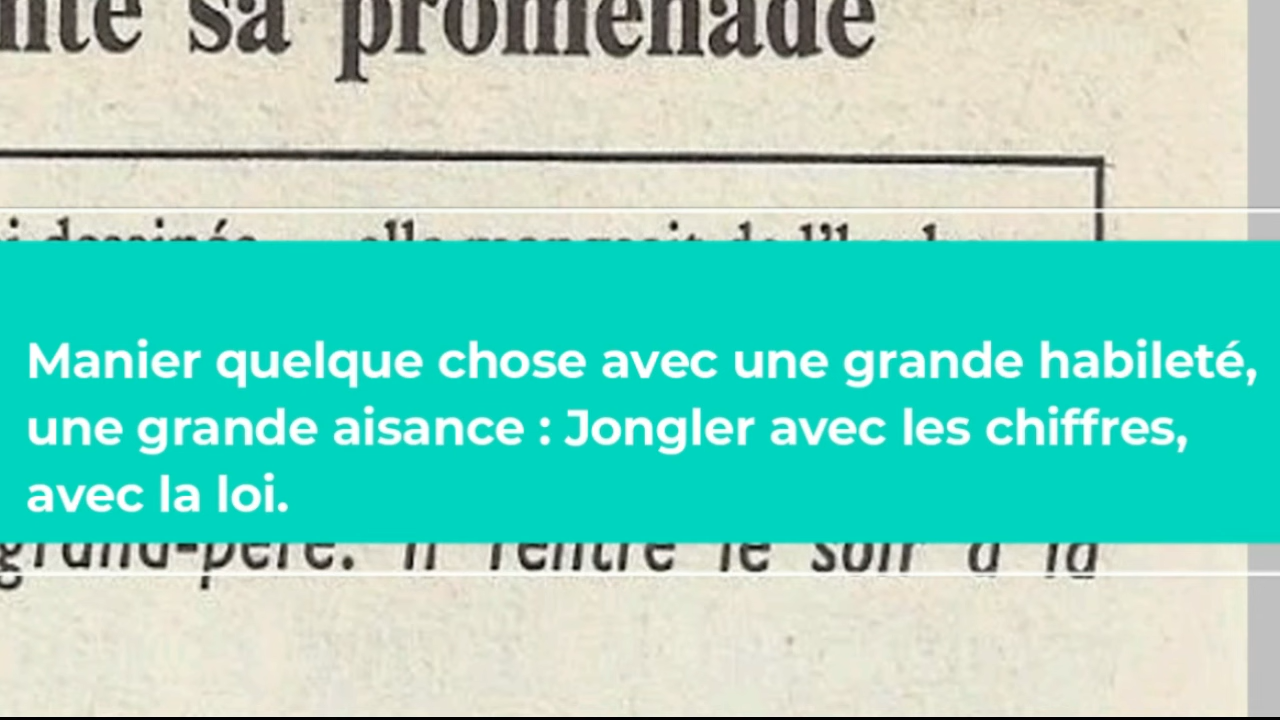 sa promenade
Manier quelque chose avec une grande habileté,
une grande aisance : Jongler avec les chiffres,
avec la loi.
grand-père. Il rentre le soir à la